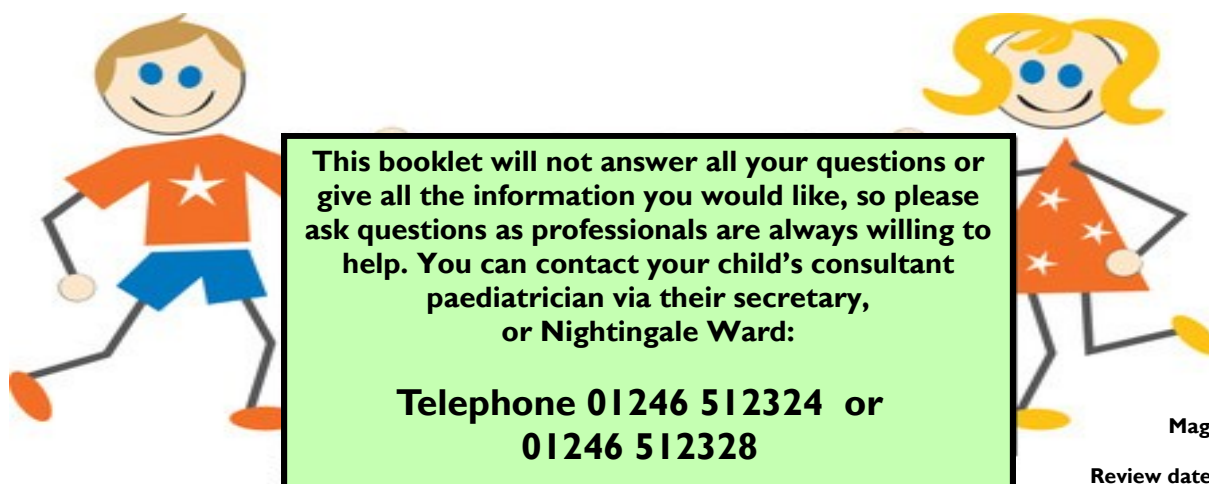 This booklet will not answer all your questions or
give all the information you would like, so please
ask questions as professionals are always willing to
help. You can contact your child’s consultant
paediatrician via their secretary,
or Nightingale Ward:
Telephone 01246 512324 or
01246 512328
Mag
Review date